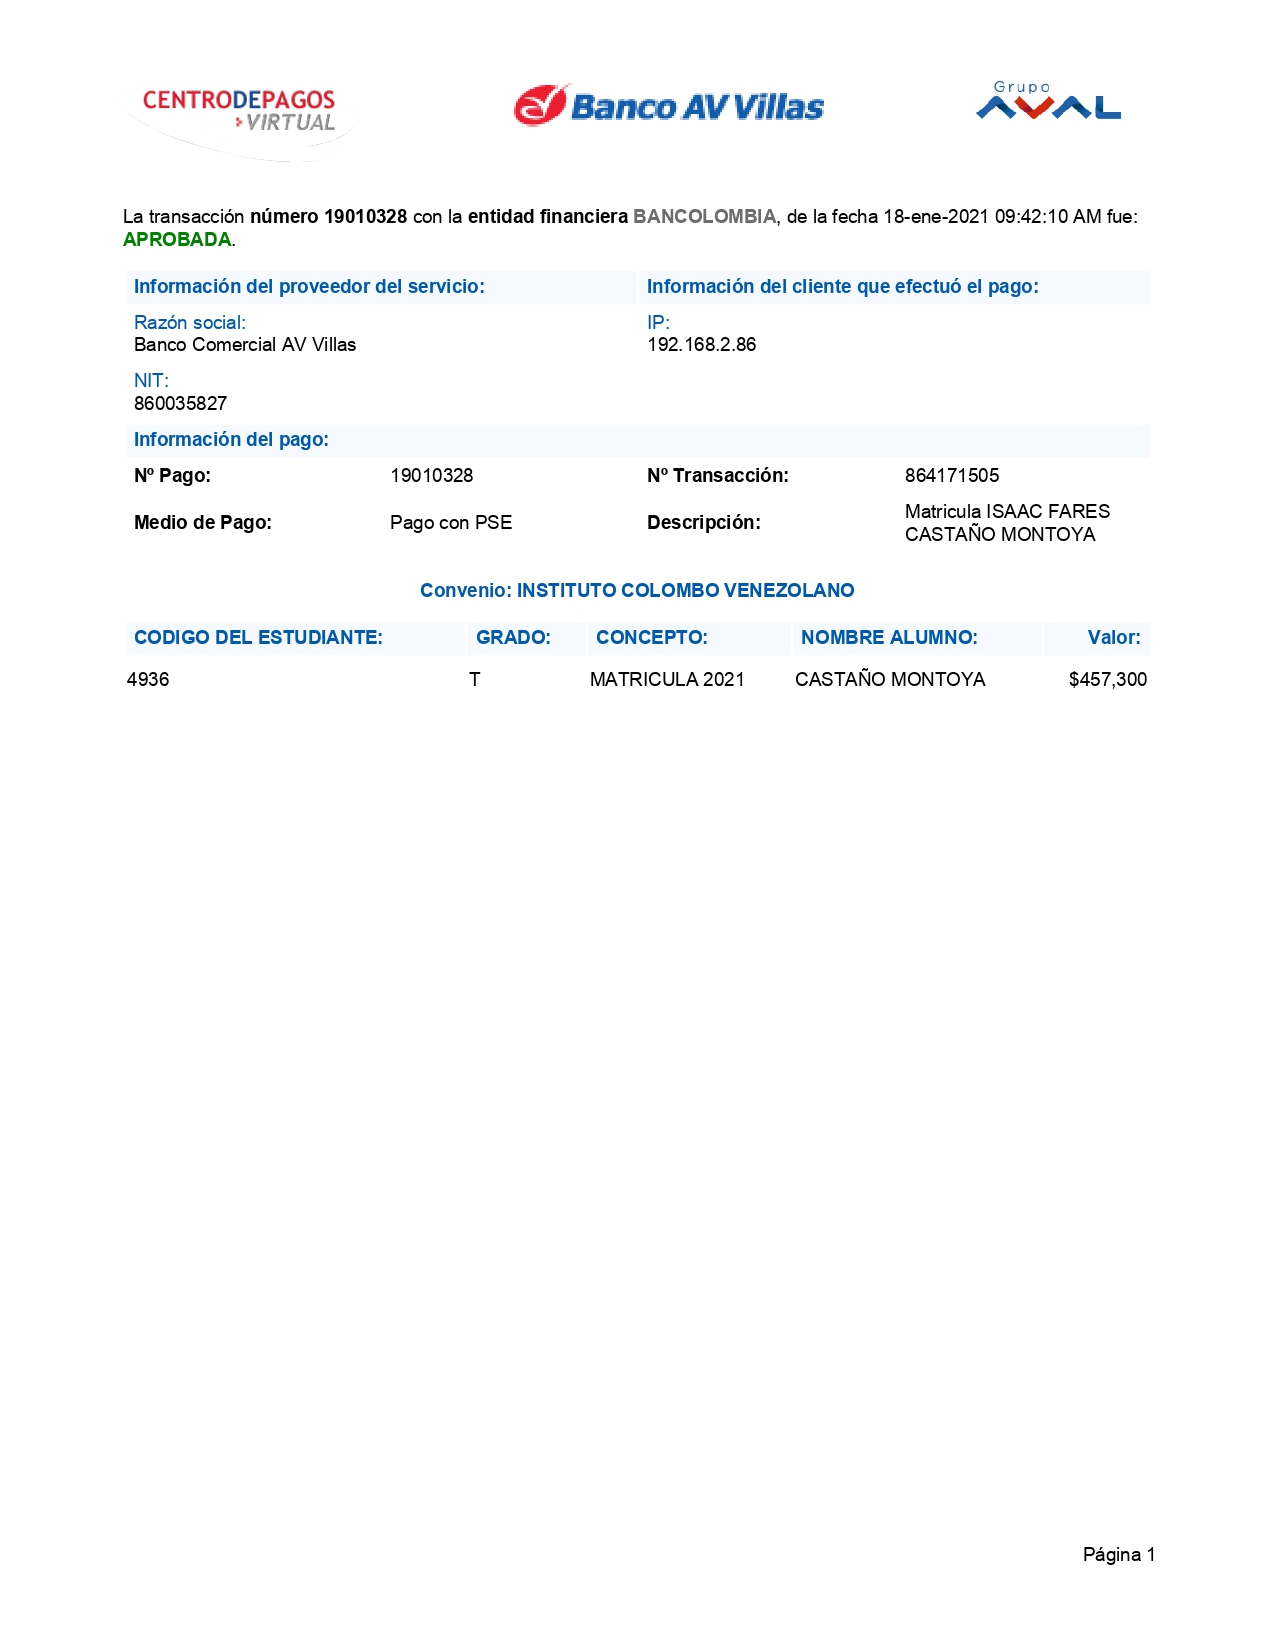 CENTRODEPAGOS
VIRTUAL
Banco AV Villas
Grupo
AVAL
La transacción número 19010328 con la entidad financiera BANCOLOMBIA, de la fecha 18-ene-2021 09:42:10 AM fue:
APROBADA.
Información del proveedor del servicio: Información del cliente que efectuó el pago:
Razón social: IP:
Banco Comercial AV Villas 192.168.2.86
NIT:
860035827
Información del pago:
Nº Pago: 19010328 Nº Transacción: 864171505
Medio de Pago: Pago con PSE Descripción: Matricula ISAAC FARES
CASTAÑO MONTOYA
Convenio: INSTITUTO COLOMBO VENEZOLANO
CODIGO DEL ESTUDIANTE: GRADO: CONCEPTO: NOMBRE ALUMNO: Valor:
4936 T MATRICULA 2021 CASTAÑO MONTOYA $457,300
Página 1